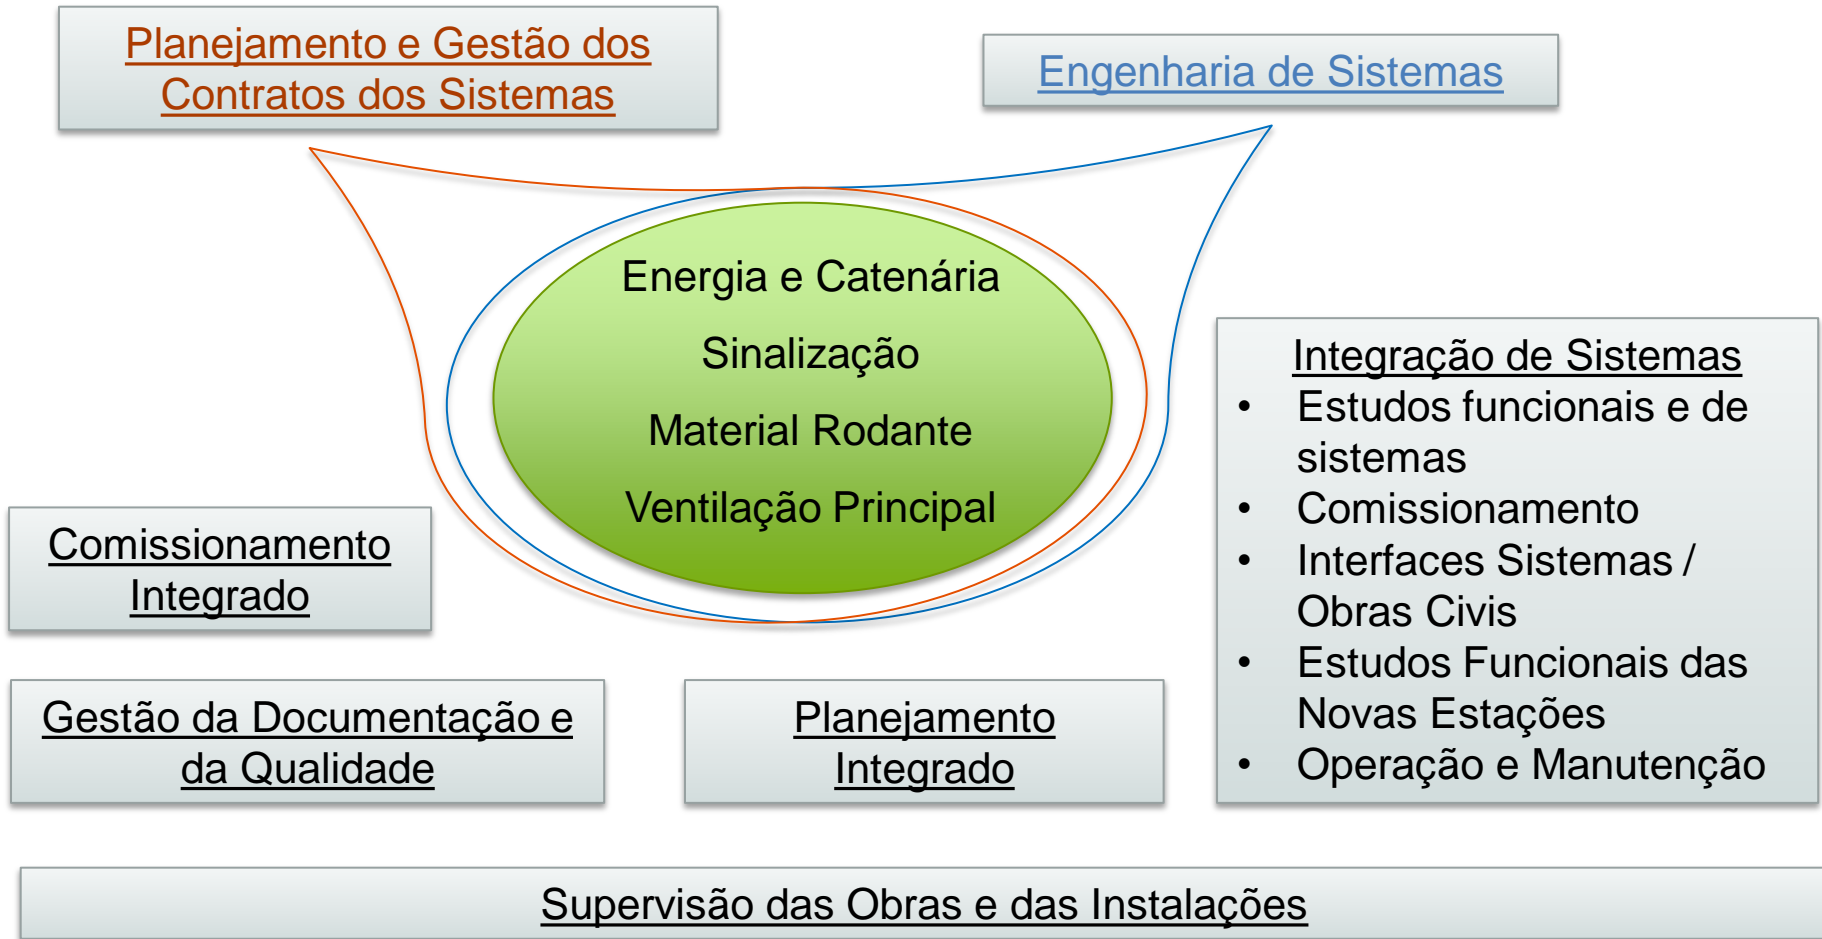 Planejamento e Gestão dos
Contratos dos Sistemas
Engenharia de Sistemas
Energia e Catenária
Sinalização
Material Rodante
Ventilação Principal
Integração de Sistemas
• Estudos funcionais e de
sistemas
• Comissionamento
• Interfaces Sistemas /
Obras Civis
• Estudos Funcionais das
Novas Estações
• Operação e Manutenção
Comissionamento
Integrado
Gestão da Documentação e
da Qualidade
Planejamento
Integrado
Supervisão das Obras e das Instalações